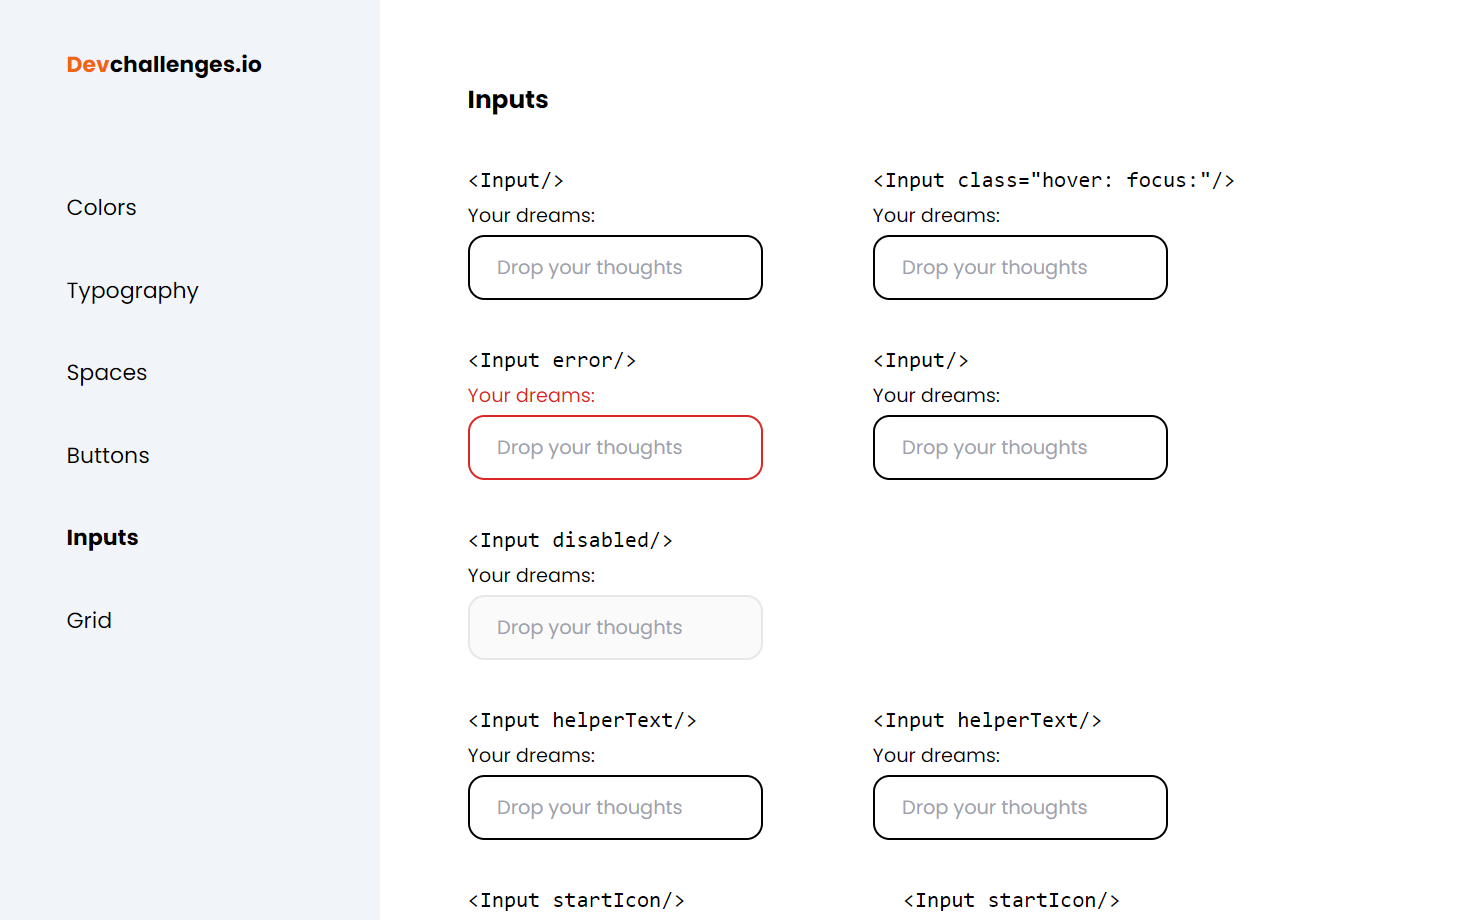 Devchallenges.io
Colors
Typography
Spaces
Buttons
Inputs
Grid
Inputs
<Input/>
Your dreams:
Drop your thoughts
<Input class="hover: focus:"/>
Your dreams:
Drop your thoughts
<Input error/>
Your dreams:
Drop your thoughts
<Input/>
Your dreams:
Drop your thoughts
<Input disabled/>
Your dreams:
Drop your thoughts
<Input helperText/>
Your dreams:
Drop your thoughts
<Input helperText/>
Your dreams:
Drop your thoughts
<Input startIcon/>
<Input startIcon/>